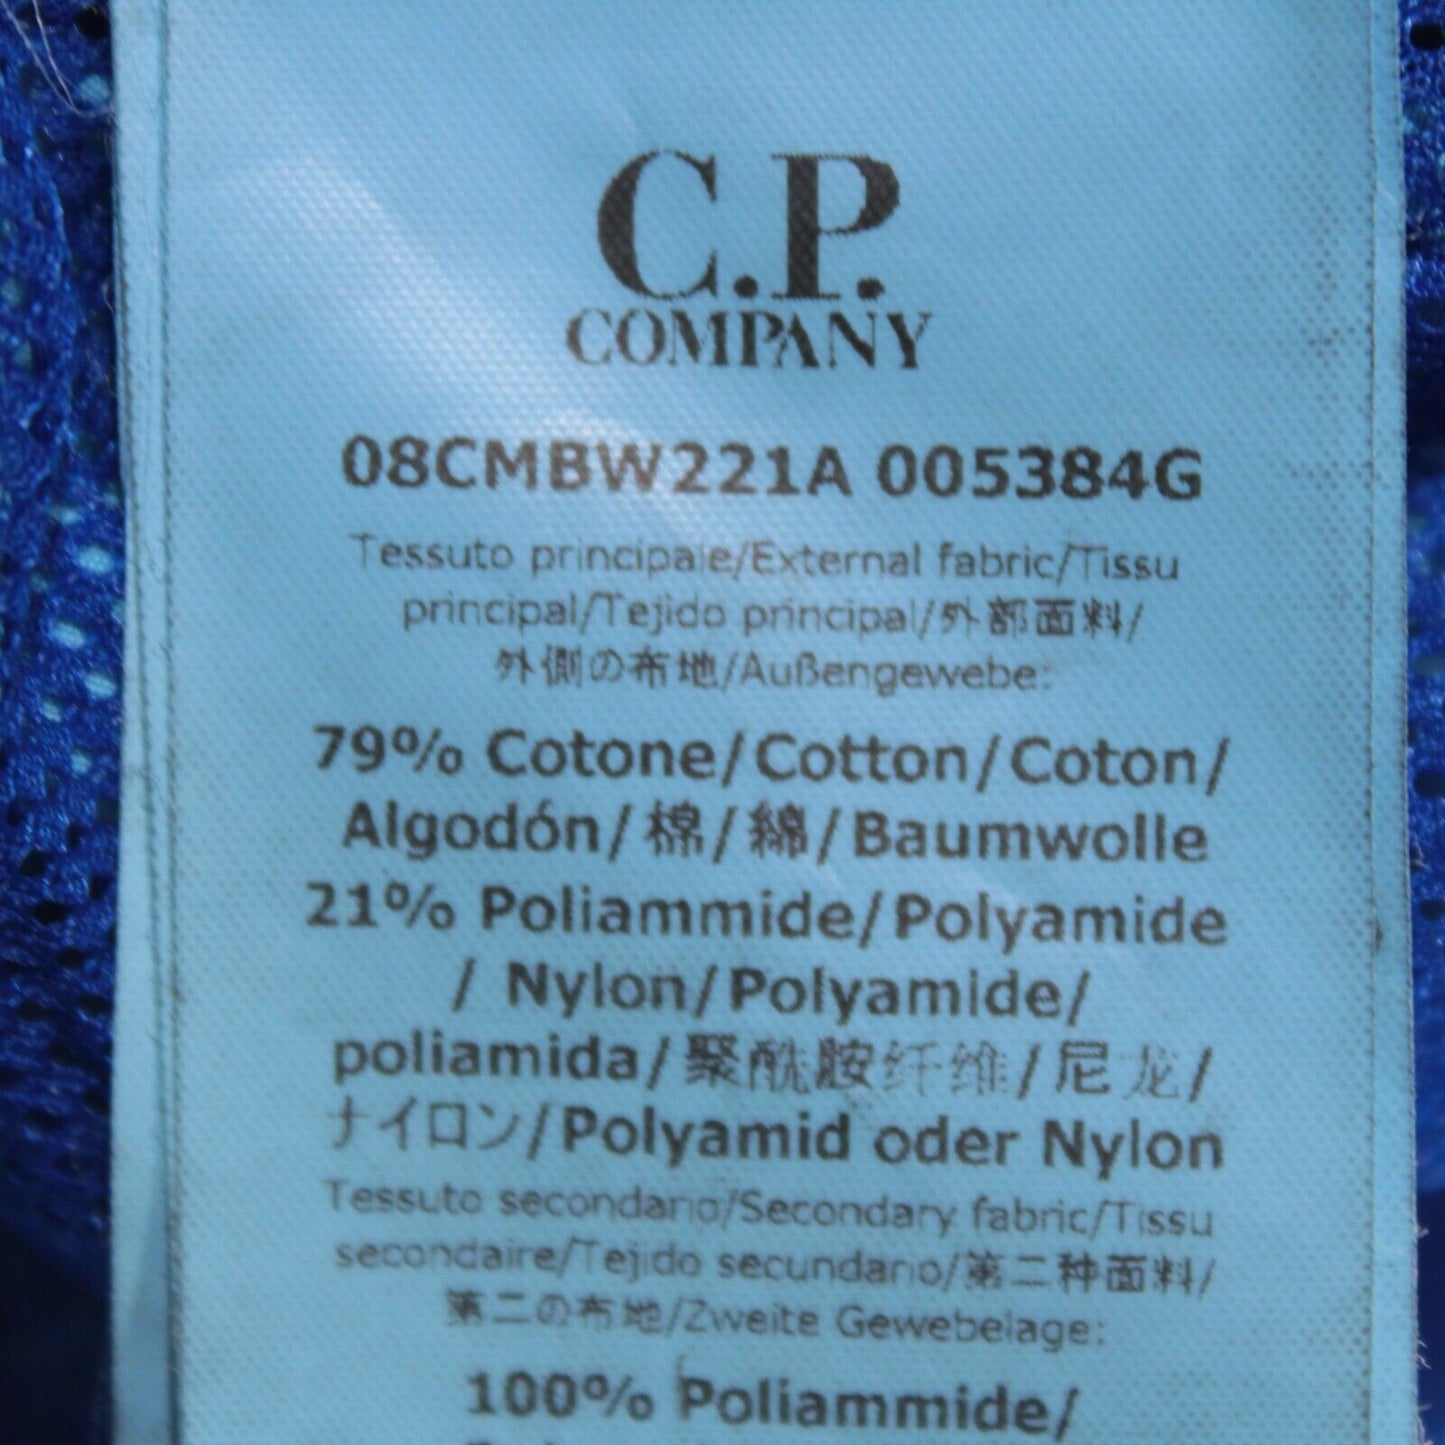 C.P.
COMPANY
08CMBW221A 005384G
Tessuto principale/External fabric/Tissu
principal/Tejido principal/外部面料/
外側の布地/Außengewebe:
79% Cotone/Cotton/Coton/
Algodón/棉/綿/Baumwolle
21% Poliammide/Polyamide
/ Nylon/Polyamide/
poliamida/聚酰胺纤维/尼龙/
ナイロン/Polyamid oder Nylon
Tessuto secondario/Secondary fabric/Tissu
secondaire/Tejido secundario/第二种面料/
第二の布地/Zweite Gewebelage:
100% Poliammide/